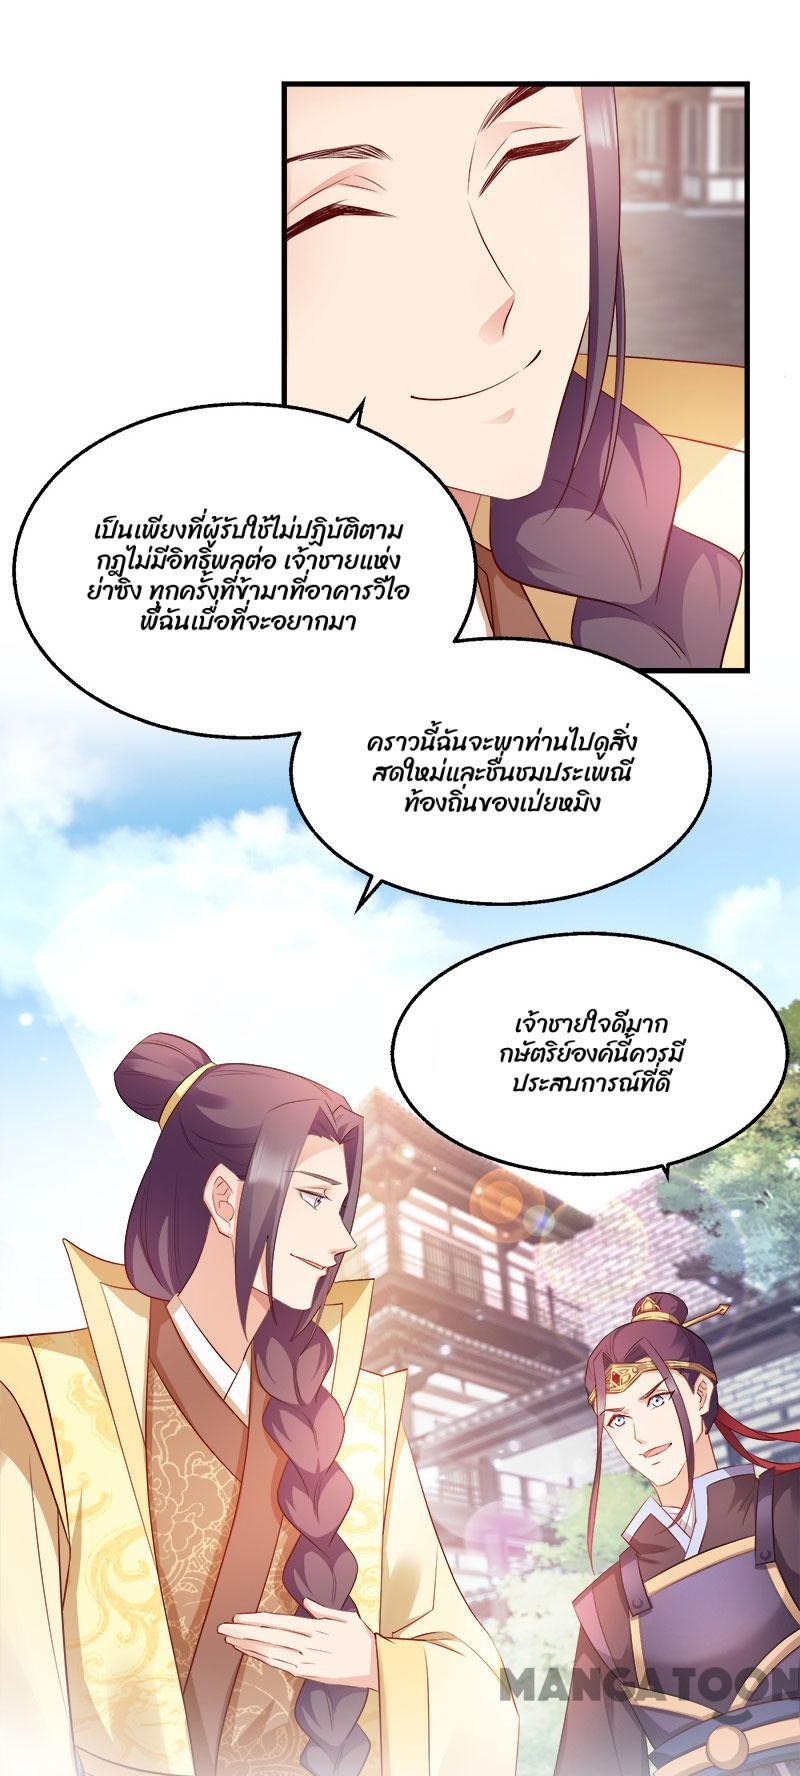 เป็นเพียงที่ผู้รับใช้ไม่ปฏิบัติตาม
กฎไม่มีอิทธิพลต่อ เจ้าชายแห่ง
ย่าซิง ทุกครั้งที่ข้ามาที่อาคารวีไอ
พีฉันเบื่อที่จะอยากมา
คราวนี้ฉันจะพาท่านไปดูสิ่ง
สดใหม่และชื่นชมประเพณี
ท้องถิ่นของเป่ยหมิง
เจ้าชายใจดีมาก
กษัตริย์องค์นี้ควรมี
ประสบการณ์ที่ดี
MANGATOON